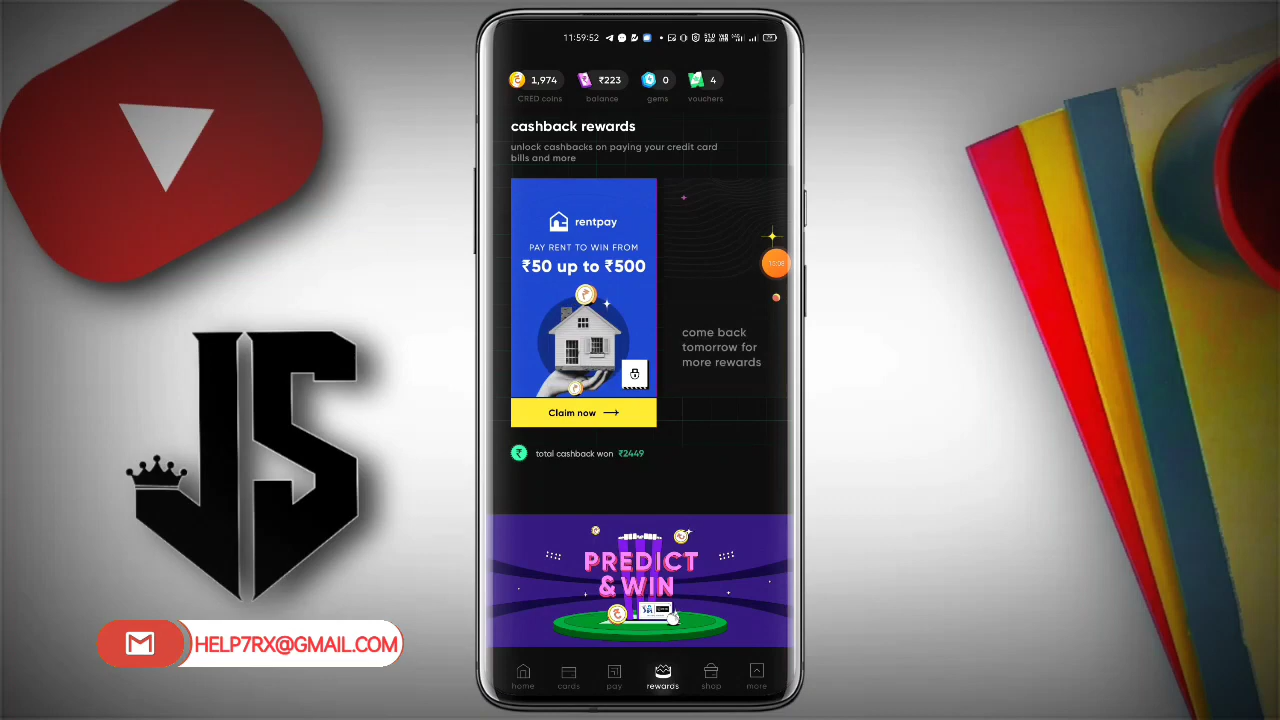 11:59:52
1,974
₹223
0
4
CRED coins
balance
gems
vouchers
cashback rewards
unlock cashbacks on paying your credit card
bills and more
rentpay
PAY RENT TO WIN FROM
₹50 up to ₹500
come back
tomorrow for
more rewards
Claim now
total cashback won ₹2449
PREDICT
& WIN
home
cards
pay
rewards
shop
more
JS
HELP7RX@GMAIL.COM